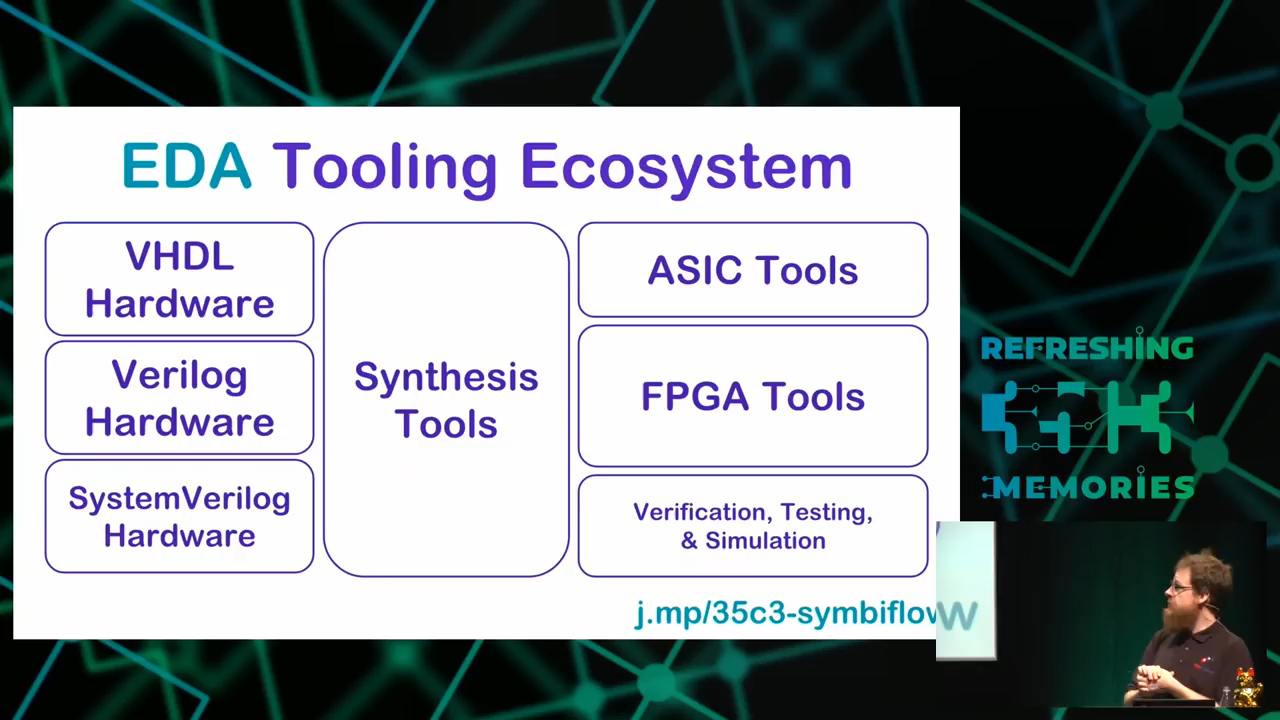 EDA Tooling Ecosystem
VHDL
Hardware
Verilog
Hardware
SystemVerilog
Hardware
Synthesis
Tools
ASIC Tools
FPGA Tools
Verification, Testing,
& Simulation
j.mp/35c3-symbiflow
REFRESHING
35C3
MEMORIES
W